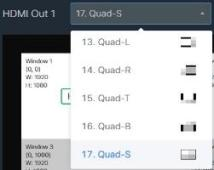 HDMI Out 1
17. Quad-S
13. Quad-L
14. Quad-R
15. Quad-T
16. Quad-B
17. Quad-S
Window 1
(0, 0)
W: 1920
H: 1080
Window 3
(0, 1080)
W: 1920